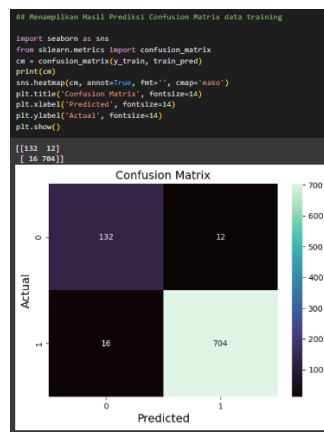 ## Menampilkan Hasil Prediksi Confusion Matrix data training
import seaborn as sns
from sklearn.metrics import confusion_matrix
cm = confusion_matrix(y_train, train_pred)
print(cm)
sns.heatmap(cm, annot=True, fmt='', cmap='mako')
plt.title('Confusion Matrix', fontsize=14)
plt.xlabel('Predicted', fontsize=14)
plt.ylabel('Actual', fontsize=14)
plt.show()
[[132 12]
[ 16 704]]
Confusion Matrix
700
600
500
400
300
200
100
Actual
0
132
12
1
16
704
0
1
Predicted